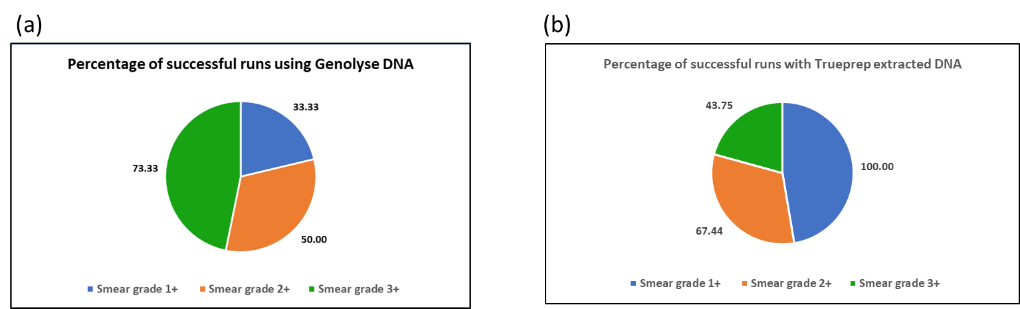 (a)
Percentage of successful runs using Genolyse DNA
33.33
73.33
50.00
Smear grade 1+ Smear grade 2+ Smear grade 3+
(b)
Percentage of successful runs with Trueprep extracted DNA
43.75
100.00
67.44
Smear grade 1+ Smear grade 2+ Smear grade 3+